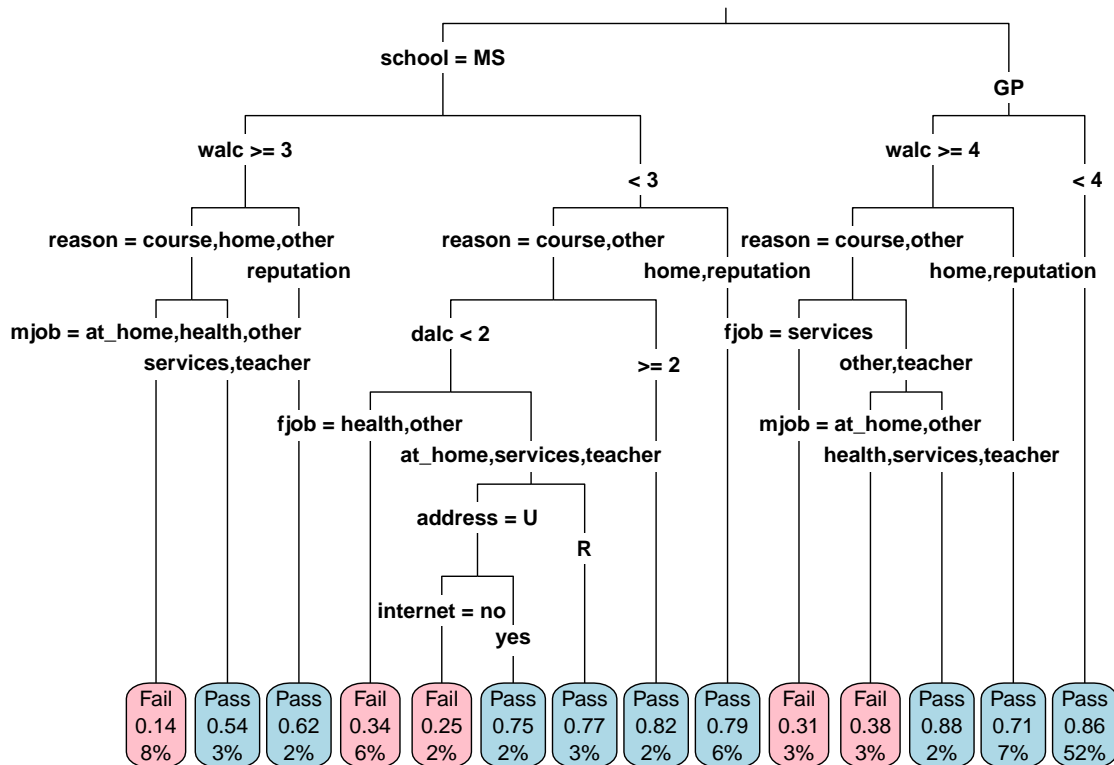 school = MS
GP
walc >= 3
walc >= 4
< 3
< 4
reason = course,home,other
reason = course,other
reason = course,other
reputation
home,reputation
home,reputation
mjob = at_home,health,other
dalc < 2
fjob = services
services,teacher
>= 2
other,teacher
fjob = health,other
mjob = at_home,other
at_home,services,teacher
health,services,teacher
address = U
R
internet = no
yes
Fail Pass Pass Fail Fail Pass Pass Pass Pass Fail Fail Pass Pass Pass
0.14 0.54 0.62 0.34 0.25 0.75 0.77 0.82 0.79 0.31 0.38 0.88 0.71 0.86
8% 3% 2% 6% 2% 2% 3% 2% 6% 3% 3% 2% 7% 52%